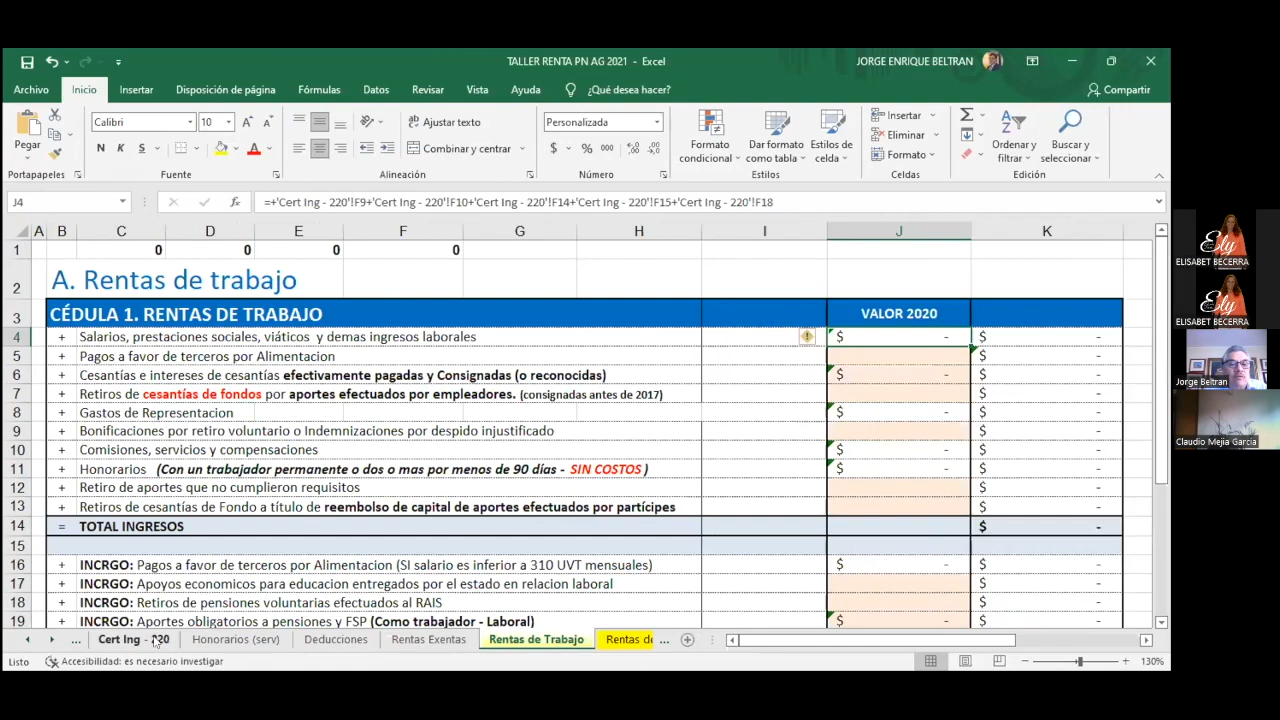 TALLER RENTA PN AG 2021 - Excel
JORGE ENRIQUE BELTRAN
Archivo Inicio Insertar Disposición de página Fórmulas Datos Revisar Vista Ayuda ¿Qué desea hacer? Compartir
Pegar
Calibri 10
N K S
Ajustar texto
Combinar y centrar
Personalizada
$ % 000
Formato condicional
Dar formato como tabla
Estilos de celda
Insertar
Eliminar
Formato
Ordenar y filtrar
Buscar y seleccionar
Portapapeles Fuente Alineación Número Estilos Celdas Edición
J4 fx =+'Cert Ing - 220'!F9+'Cert Ing - 220'!F10+'Cert Ing - 220'!F14+'Cert Ing - 220'!F15+'Cert Ing - 220'!F18
A B C D E F G H I J K
1 0 0 0 0
2 A. Rentas de trabajo
3 CÉDULA 1. RENTAS DE TRABAJO VALOR 2020
4 + Salarios, prestaciones sociales, viáticos y demas ingresos laborales $ - $ -
5 + Pagos a favor de terceros por Alimentacion $ -
6 + Cesantías e intereses de cesantías efectivamente pagadas y Consignadas (o reconocidas) $ - $ -
7 + Retiros de cesantías de fondos por aportes efectuados por empleadores. (consignadas antes de 2017) $ -
8 + Gastos de Representacion $ - $ -
9 + Bonificaciones por retiro voluntario o Indemnizaciones por despido injustificado $ -
10 + Comisiones, servicios y compensaciones $ - $ -
11 + Honorarios (Con un trabajador permanente o dos o mas por menos de 90 días - SIN COSTOS ) $ - $ -
12 + Retiro de aportes que no cumplieron requisitos $ -
13 + Retiros de cesantías de Fondo a título de reembolso de capital de aportes efectuados por partícipes $ -
14 = TOTAL INGRESOS $ -
15
16 + INCRGO: Pagos a favor de terceros por Alimentacion (SI salario es inferior a 310 UVT mensuales) $ - $ -
17 + INCRGO: Apoyos economicos para educacion entregados por el estado en relacion laboral $ -
18 + INCRGO: Retiros de pensiones voluntarias efectuados al RAIS $ -
19 + INCRGO: Aportes obligatorios a pensiones y FSP (Como trabajador - Laboral) $ - $ -
... Cert Ing - 220 Honorarios (serv) Deducciones Rentas Exentas Rentas de Trabajo Rentas de ...
Listo Accesibilidad: es necesario investigar 130%
Ely
ELISABET BECERRA
Ely
ELISABET BECERRA
Jorge Beltran
Claudio Mejia Garcia